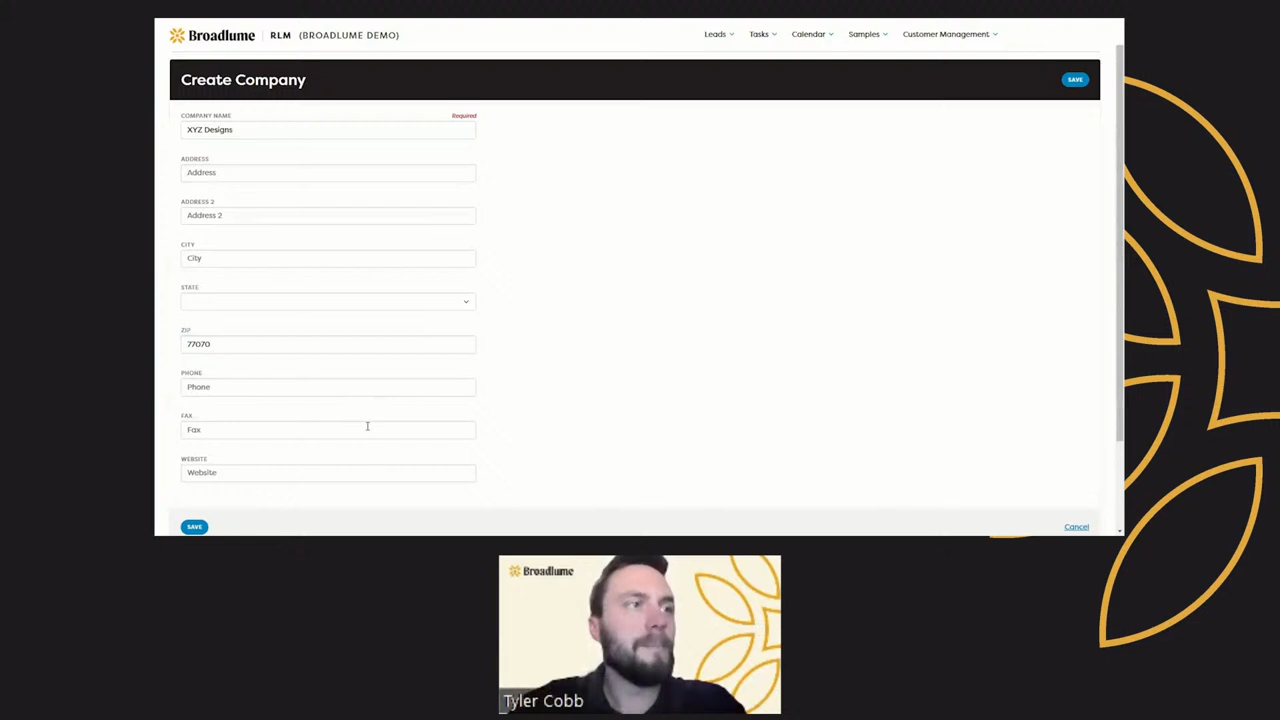 Broadlume | RLM (BROADLUME DEMO) Leads Tasks Calendar Samples Customer Management
Create Company SAVE
COMPANY NAME Required
XYZ Designs
ADDRESS
Address
ADDRESS 2
Address 2
CITY
City
STATE
ZIP
77070
PHONE
Phone
FAX
Fax
WEBSITE
Website
SAVE Cancel
Broadlume
Tyler Cobb